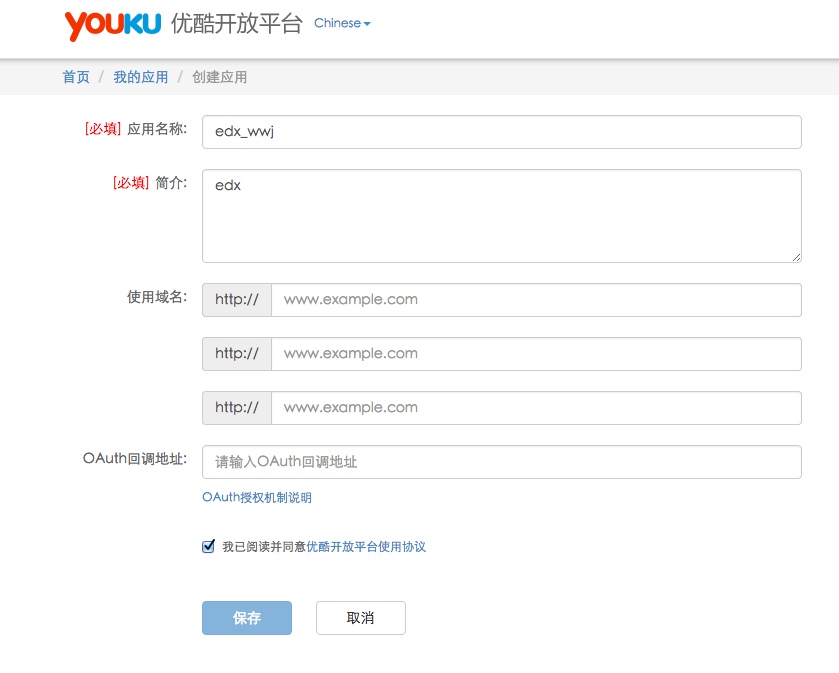 YOUKU 优酷开放平台 Chinese
首页 / 我的应用 / 创建应用
[必填] 应用名称: edx_wwj
[必填] 简介: edx
使用域名: http:// www.example.com
http:// www.example.com
http:// www.example.com
OAuth回调地址: 请输入OAuth回调地址
OAuth授权机制说明
我已阅读并同意优酷开放平台使用协议
保存 取消